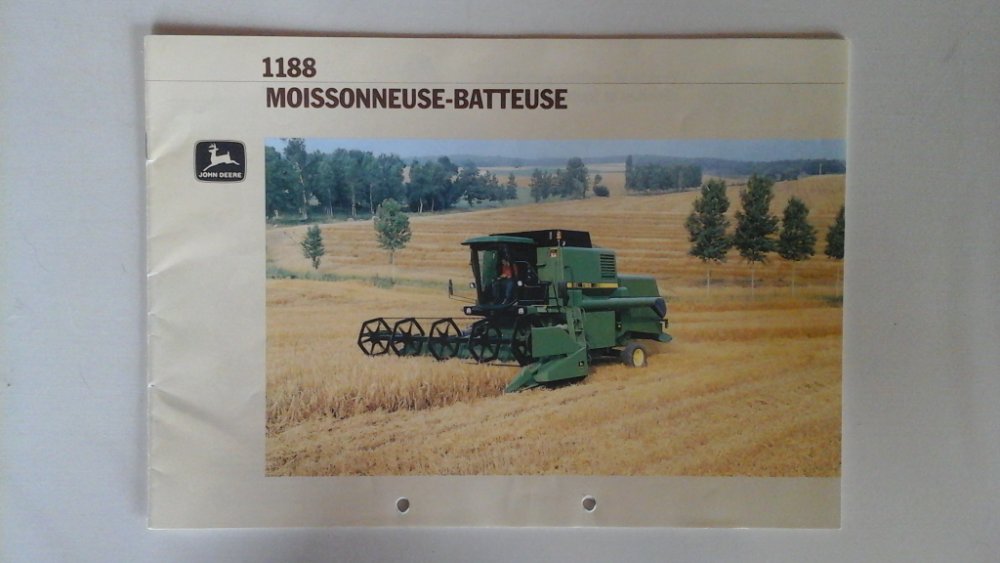 1188
MOISSONNEUSE-BATTEUSE
JOHN DEERE